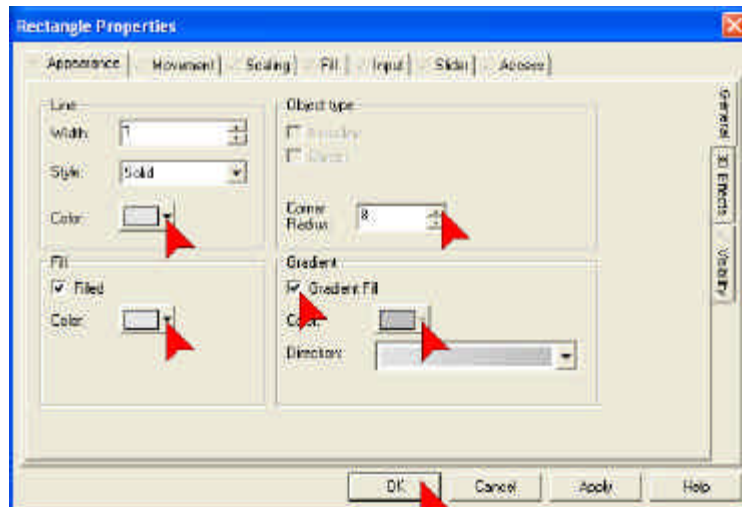 Rectangle Properties
Appearance Movement Scaling Fill Input Slider Access
General
3D Effects
Visibility
Line
Width: 1
Style: Solid
Color:
Object type
Corner Radius: 8
Fill
Filled
Color:
Gradient
Gradient Fill
Color:
Direction:
OK Cancel Apply Help